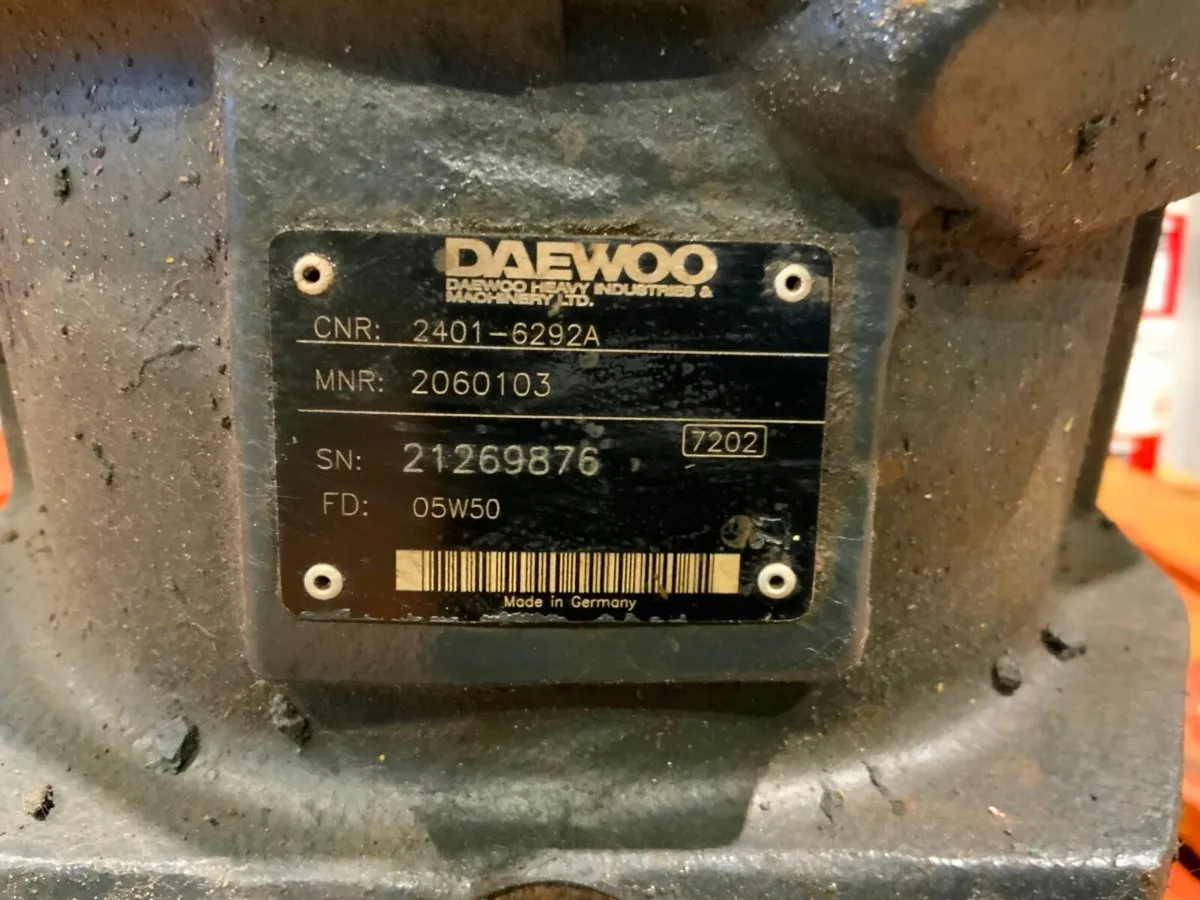 DAEWOO
DAEWOO HEAVY INDUSTRIES &
MACHINERY LTD.
CNR: 2401-6292A
MNR: 2060103
7202
SN: 21269876
FD: 05W50
Made in Germany